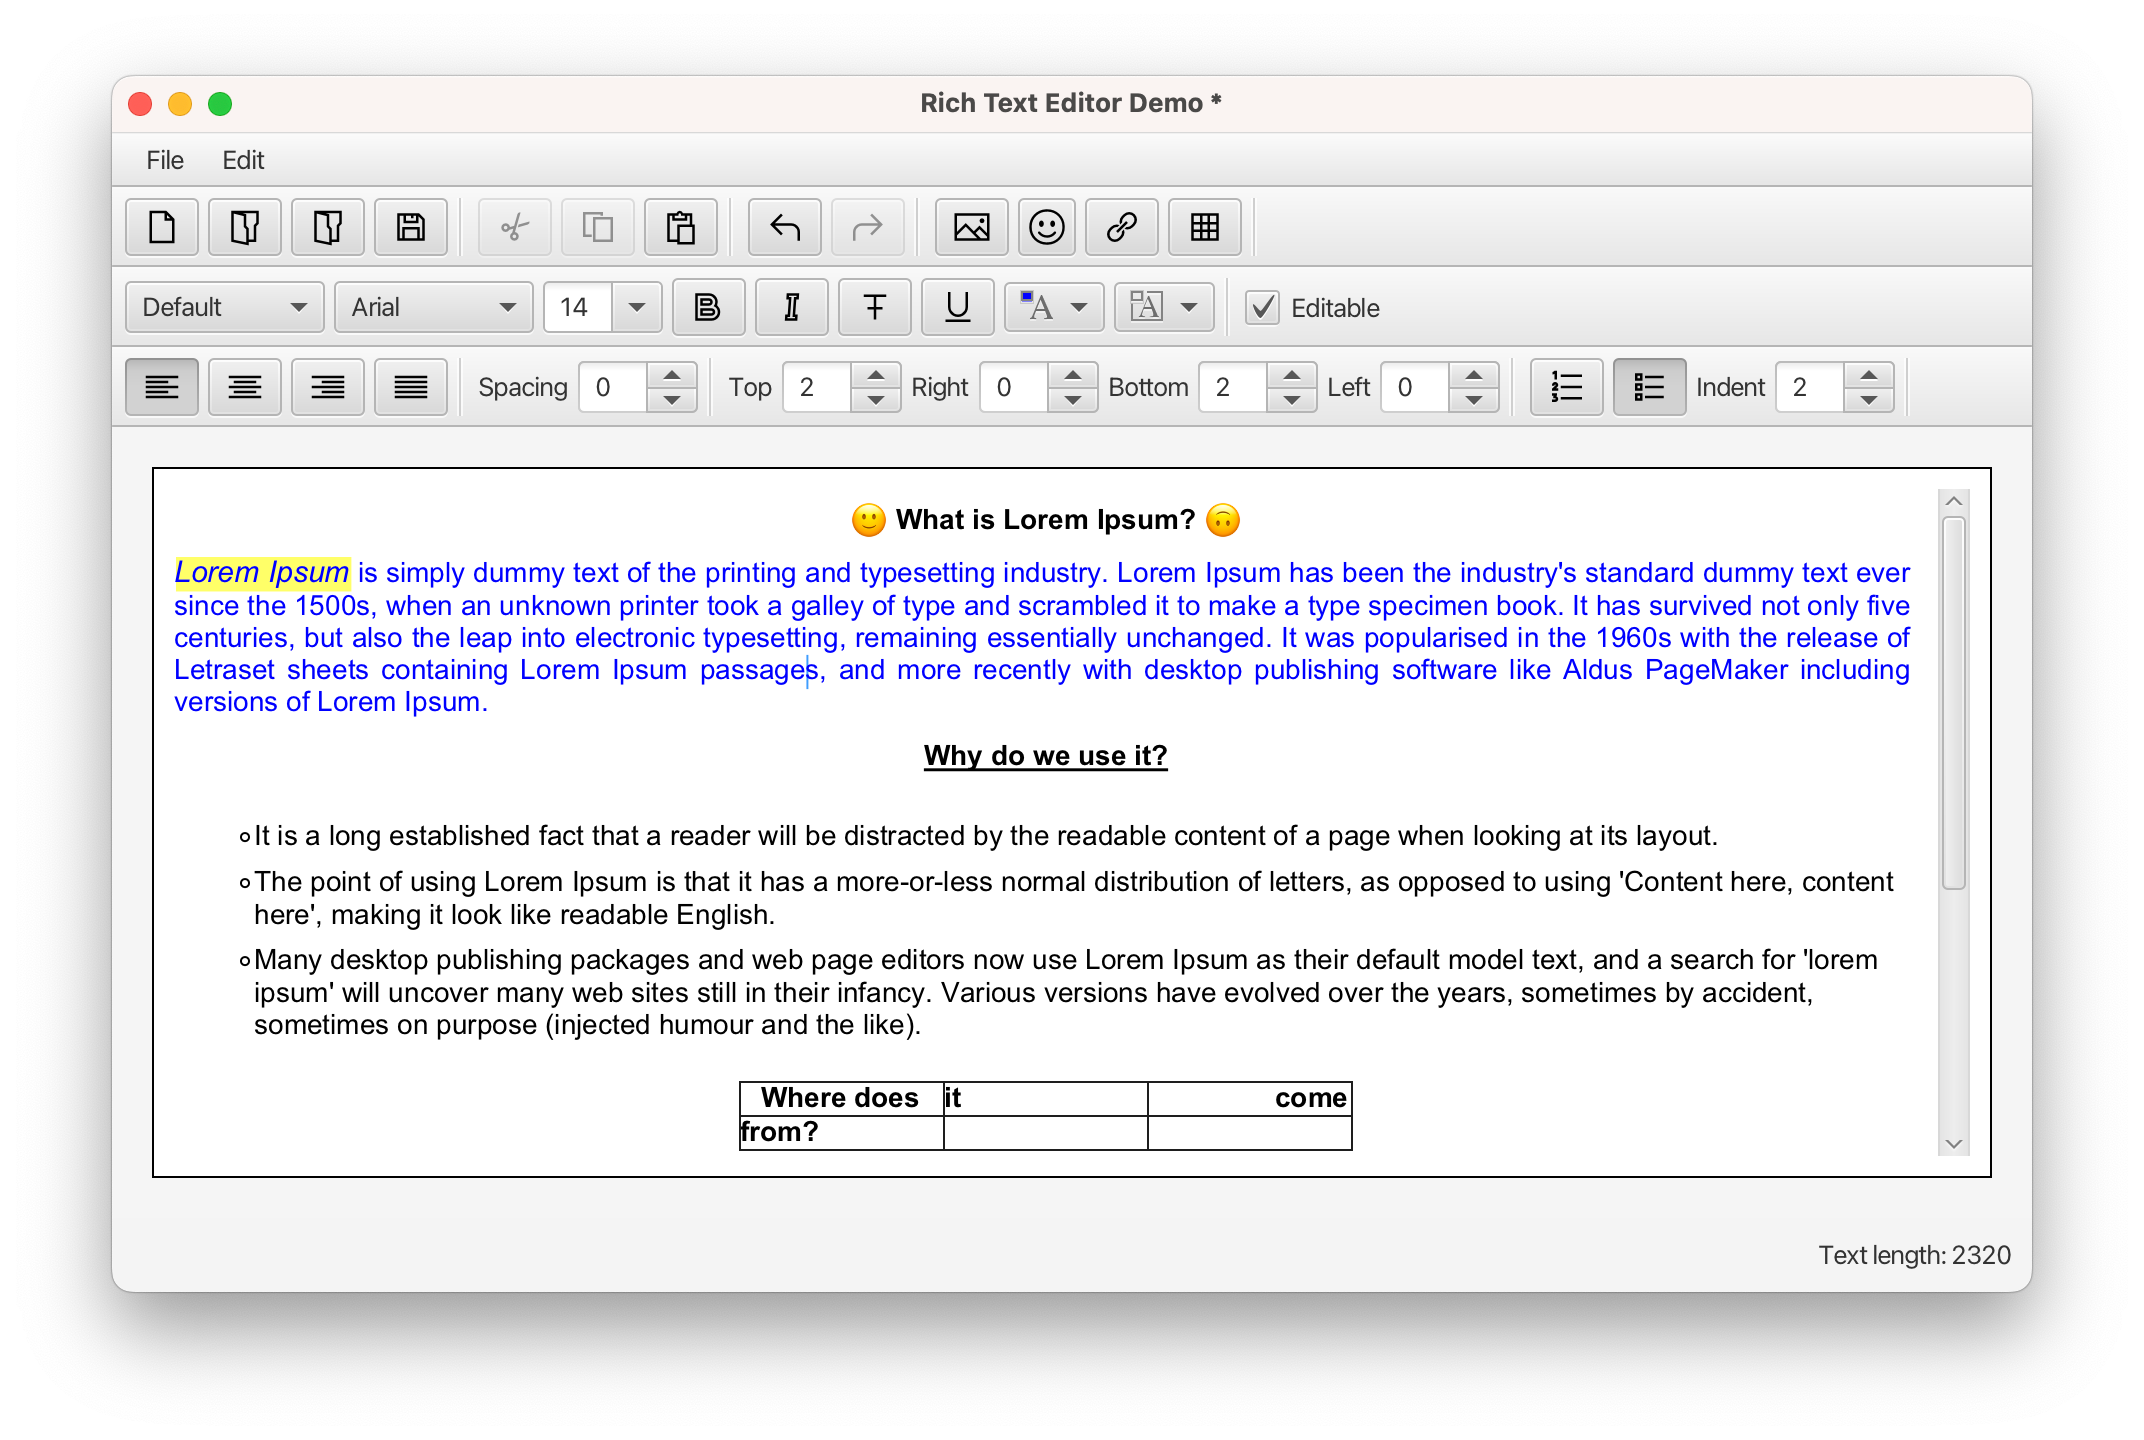 Rich Text Editor Demo *
File Edit
Default Arial 14 B I T U A A Editable
Spacing 0 Top 2 Right 0 Bottom 2 Left 0 Indent 2
🙂 What is Lorem Ipsum? 🙃
Lorem Ipsum is simply dummy text of the printing and typesetting industry. Lorem Ipsum has been the industry's standard dummy text ever
since the 1500s, when an unknown printer took a galley of type and scrambled it to make a type specimen book. It has survived not only five
centuries, but also the leap into electronic typesetting, remaining essentially unchanged. It was popularised in the 1960s with the release of
Letraset sheets containing Lorem Ipsum passages, and more recently with desktop publishing software like Aldus PageMaker including
versions of Lorem Ipsum.
Why do we use it?
It is a long established fact that a reader will be distracted by the readable content of a page when looking at its layout.
The point of using Lorem Ipsum is that it has a more-or-less normal distribution of letters, as opposed to using 'Content here, content
here', making it look like readable English.
Many desktop publishing packages and web page editors now use Lorem Ipsum as their default model text, and a search for 'lorem
ipsum' will uncover many web sites still in their infancy. Various versions have evolved over the years, sometimes by accident,
sometimes on purpose (injected humour and the like).
Where does it come
from?
Text length: 2320